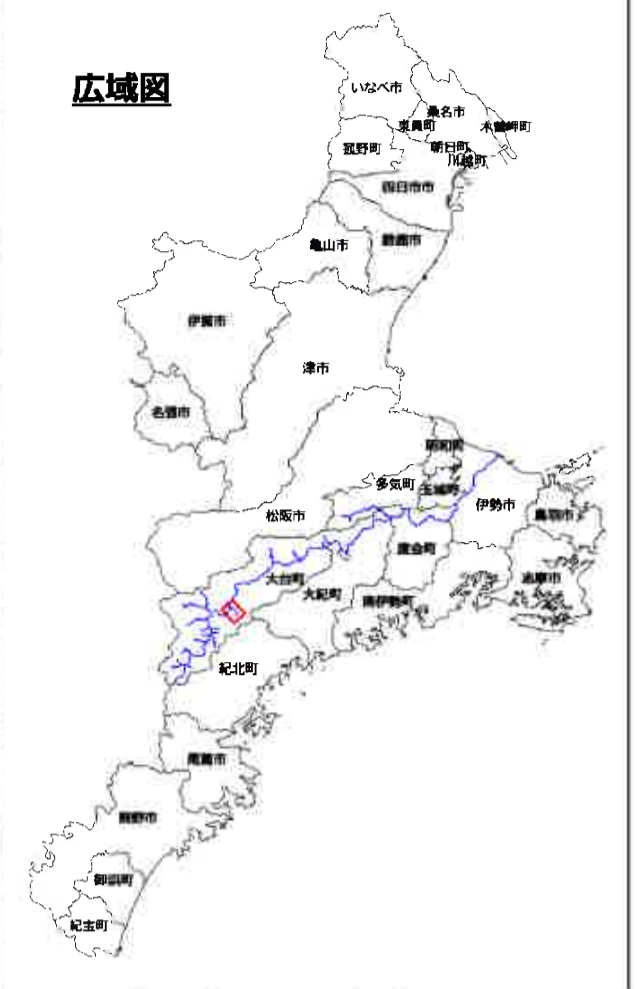 広域図
いなべ市
桑名市
東員町
木曽岬町
菰野町
朝日町
川越町
四日市市
亀山市
鈴鹿市
伊賀市
津市
名張市
明和町
多気町
玉城町
伊勢市
鳥羽市
松阪市
度会町
志摩市
大台町
大紀町
南伊勢町
紀北町
尾鷲市
熊野市
御浜町
紀宝町